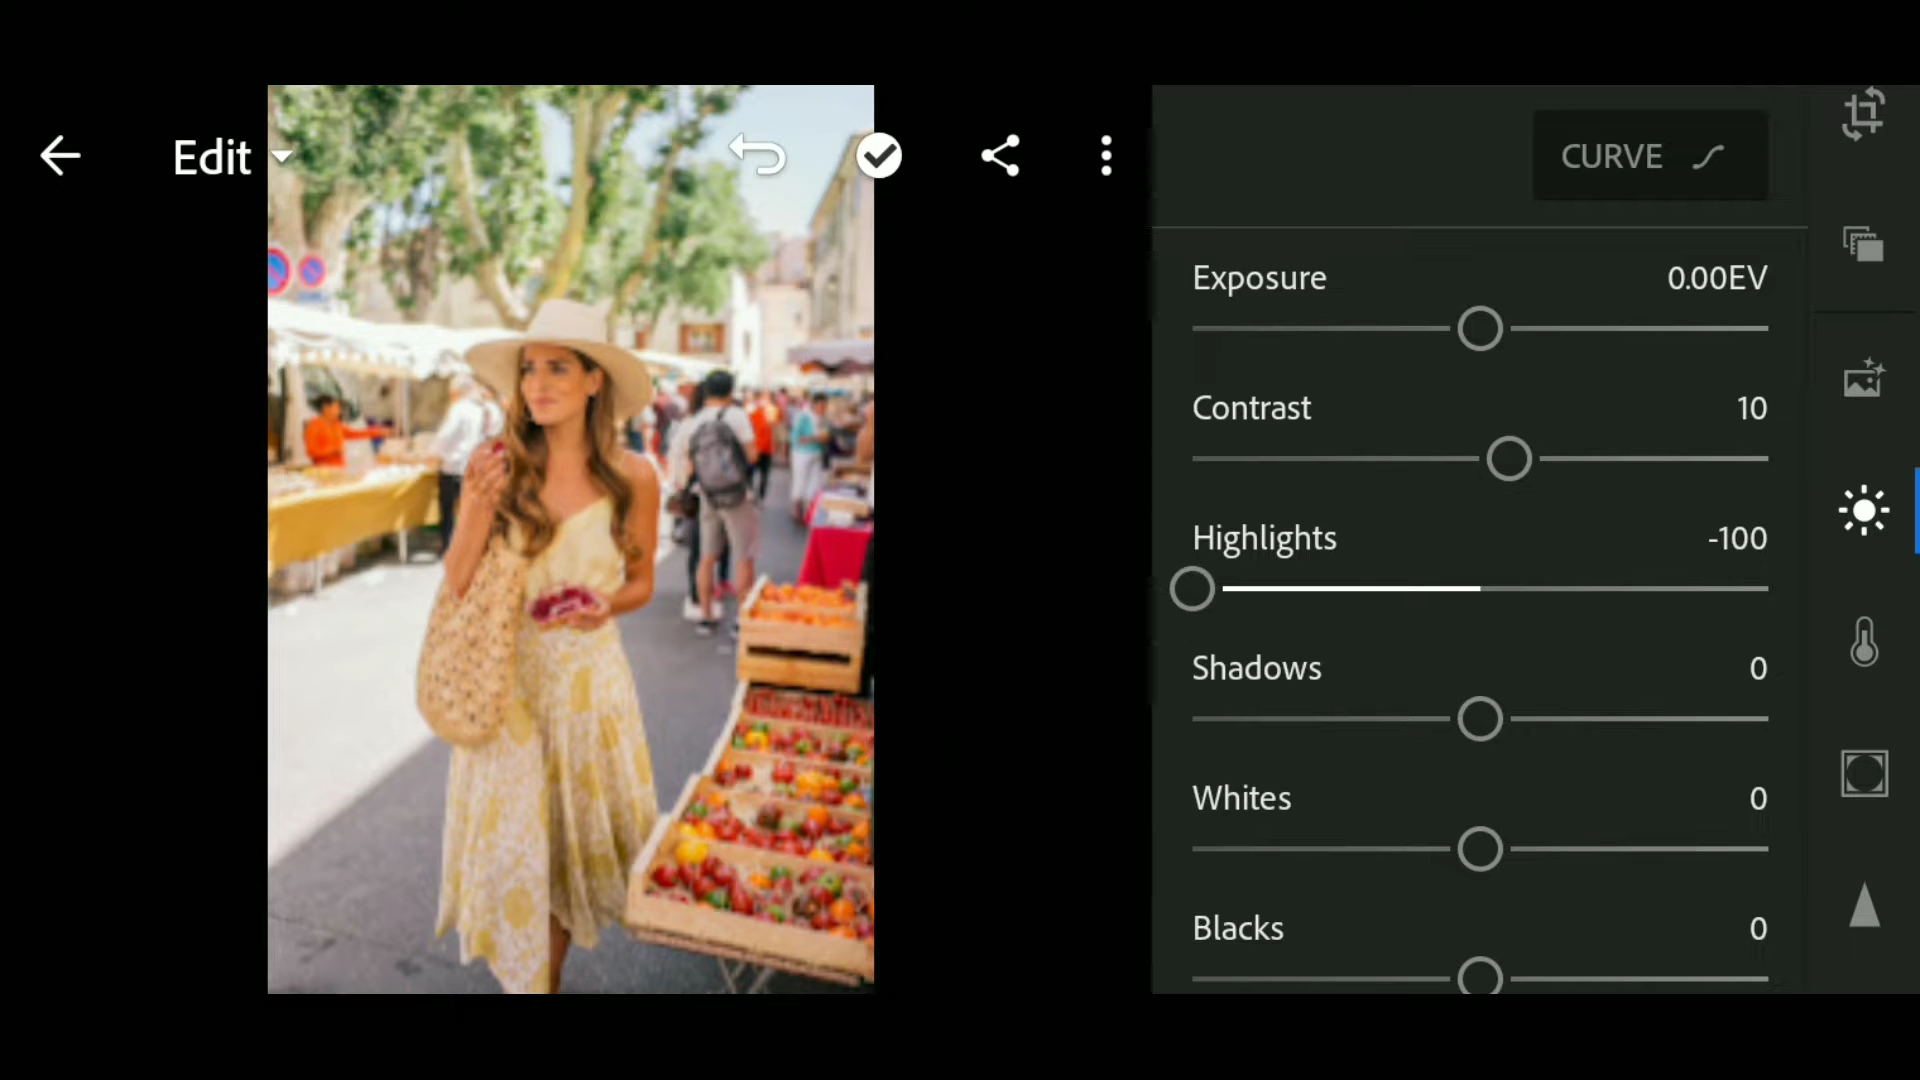 Edit
CURVE
Exposure 0.00EV
Contrast 10
Highlights -100
Shadows 0
Whites 0
Blacks 0